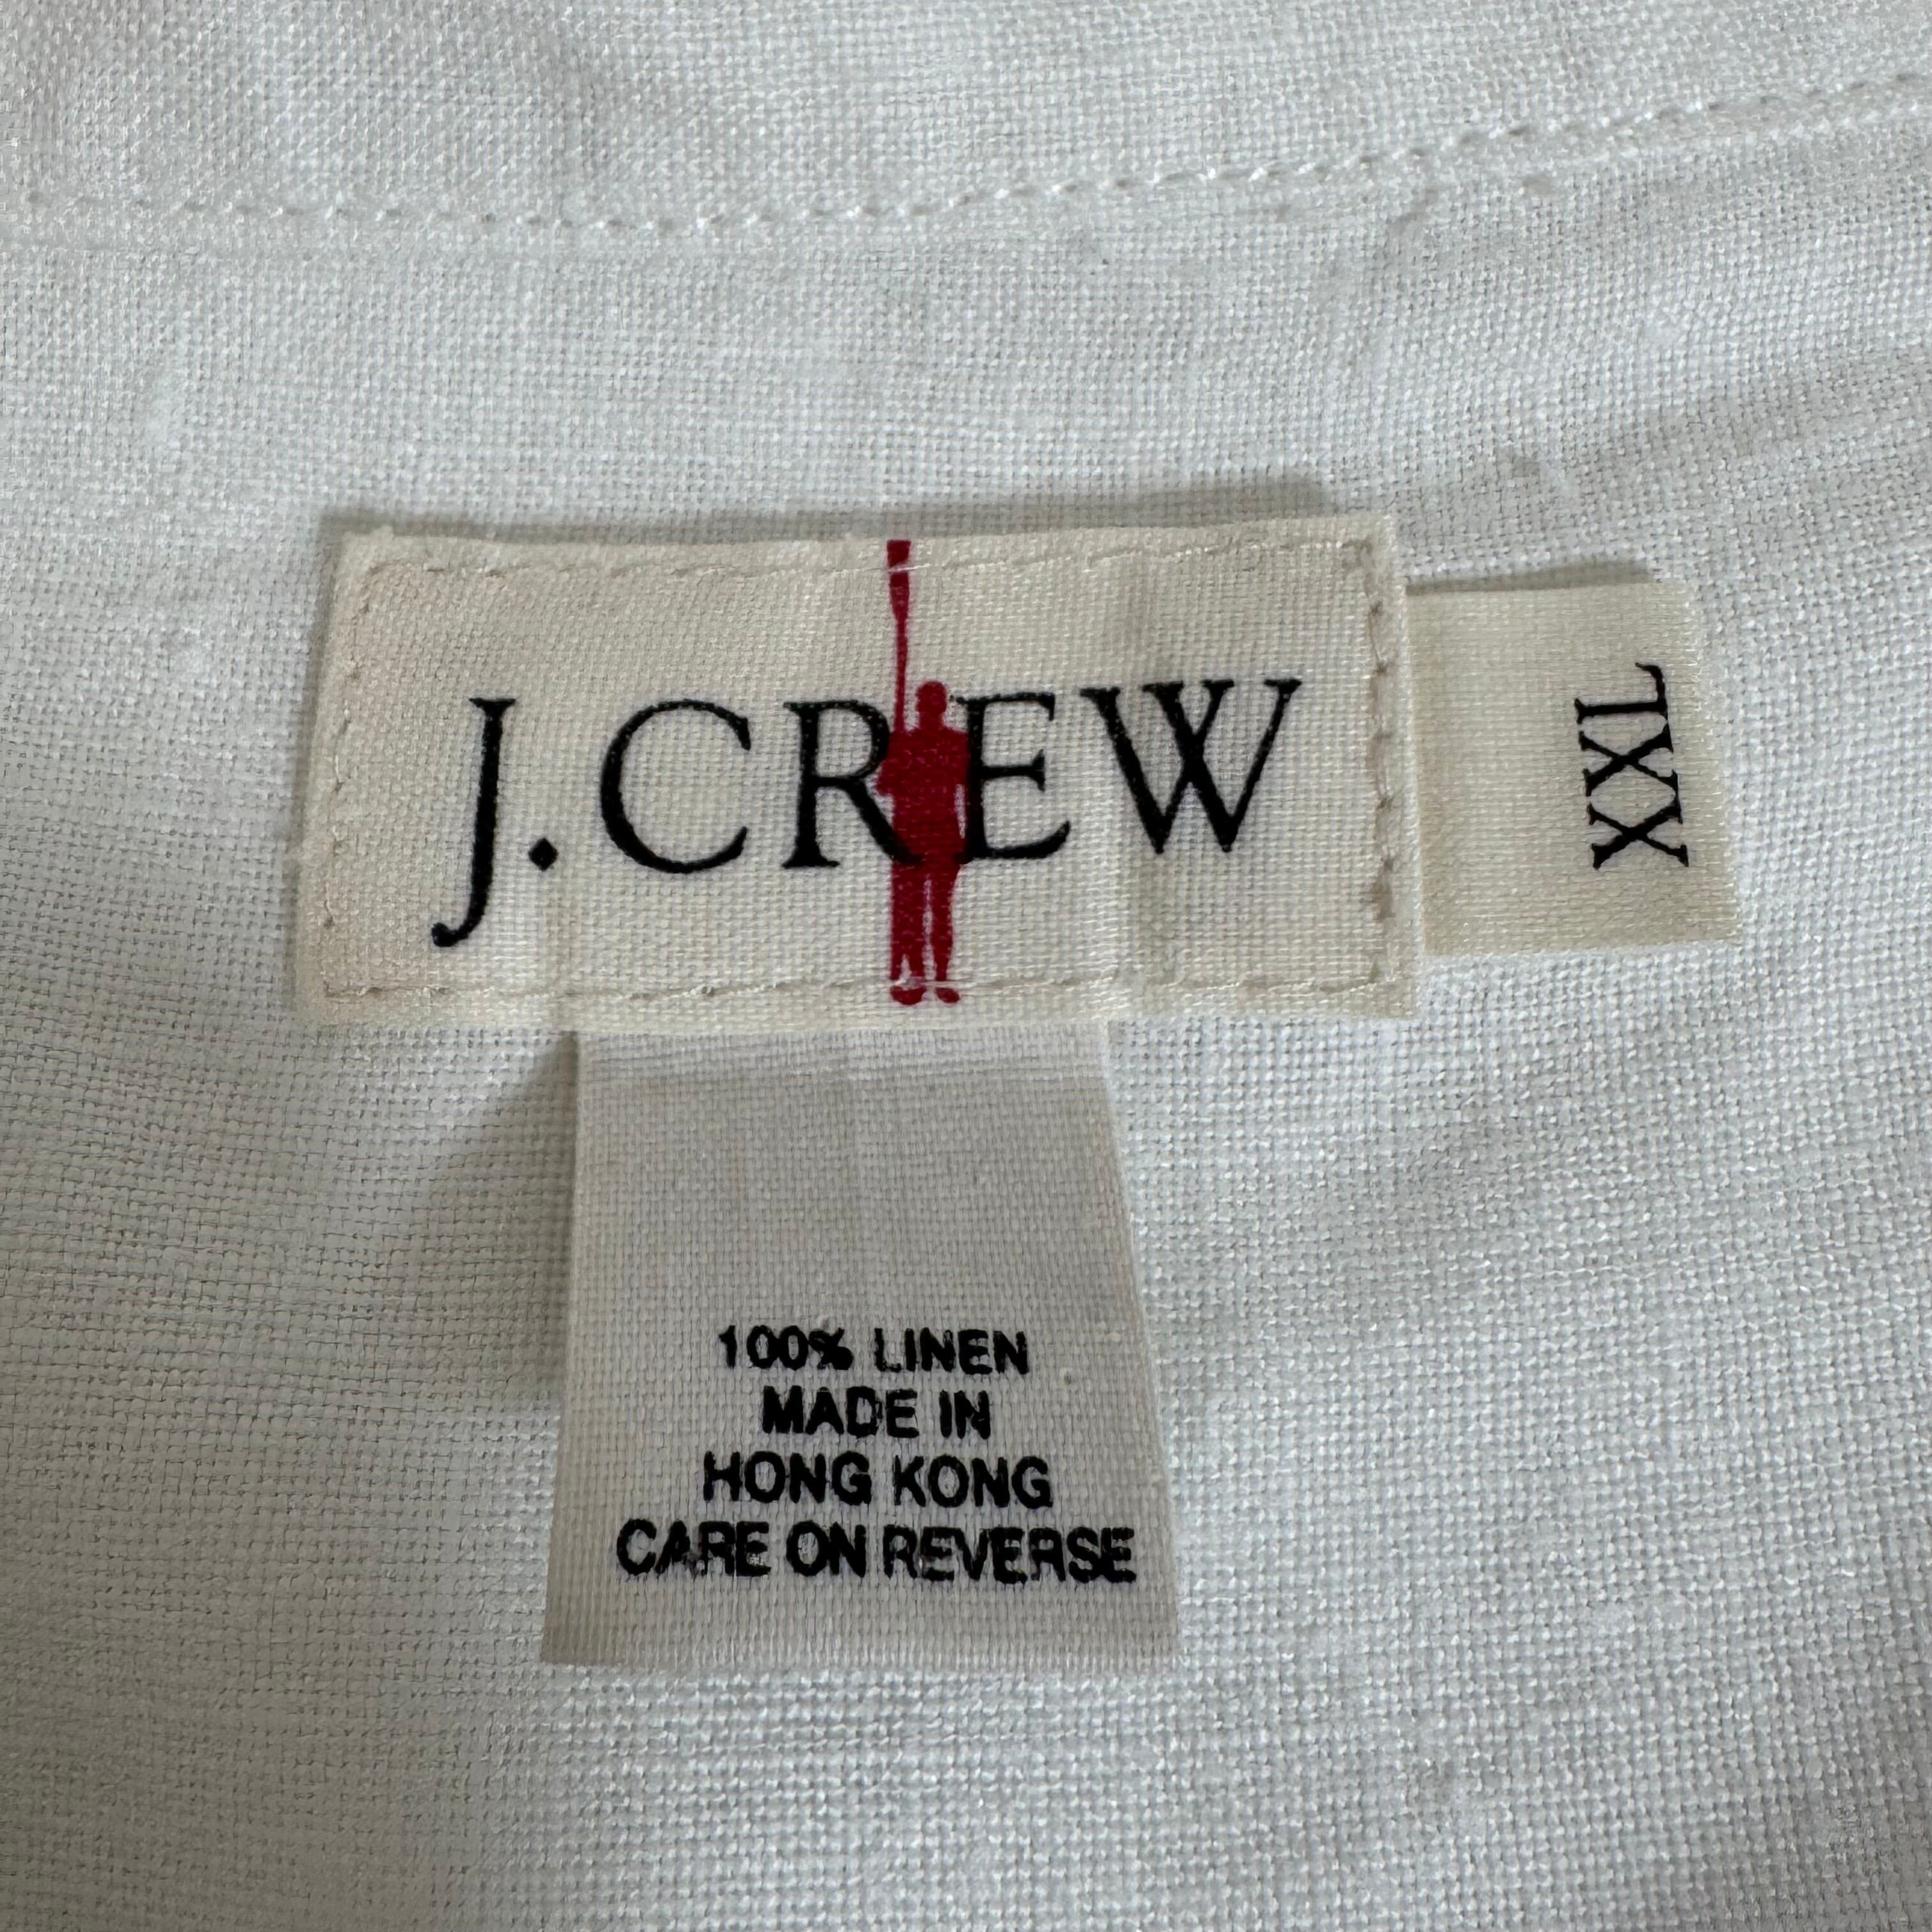 J.CREW
XXL
100% LINEN
MADE IN
HONG KONG
CARE ON REVERSE